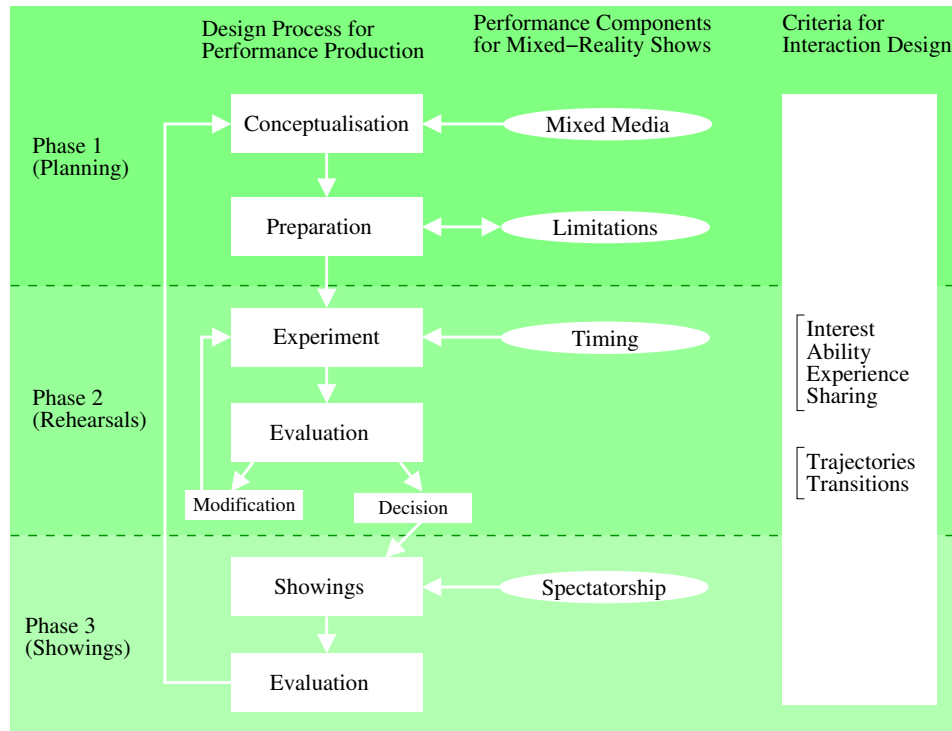 Design Process for
Performance Production
Performance Components
for Mixed−Reality Shows
Criteria for
Interaction Design
Phase 1
(Planning)
Conceptualisation
Mixed Media
Preparation
Limitations
Phase 2
(Rehearsals)
Experiment
Timing
Evaluation
Modification
Decision
Interest
Ability
Experience
Sharing
Trajectories
Transitions
Phase 3
(Showings)
Showings
Spectatorship
Evaluation